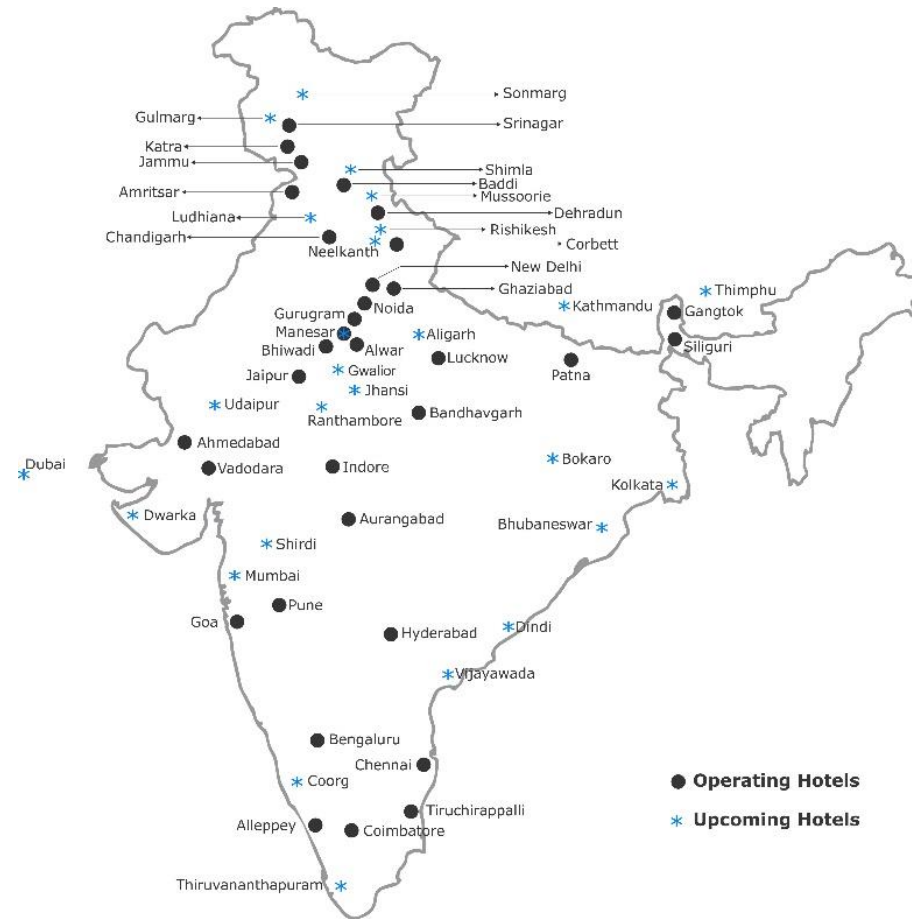 Sonmarg
Gulmarg
Srinagar
Katra
Jammu
Shimla
Baddi
Amritsar
Mussoorie
Ludhiana
Dehradun
Chandigarh
Rishikesh
Neelkanth
Corbett
New Delhi
Ghaziabad
Thimphu
Noida
Kathmandu
Gurugram
Gangtok
Manesar
Aligarh
Siliguri
Bhiwadi
Alwar
Lucknow
Patna
Jaipur
Gwalior
Jhansi
Udaipur
Ranthambore
Bandhavgarh
Ahmedabad
Dubai
Vadodara
Indore
Bokaro
Kolkata
Dwarka
Aurangabad
Bhubaneswar
Shirdi
Mumbai
Pune
Goa
Hyderabad
Dindi
Vijayawada
Bengaluru
Chennai
Coorg
Operating Hotels
Tiruchirappalli
Upcoming Hotels
Alleppey
Coimbatore
Thiruvananthapuram